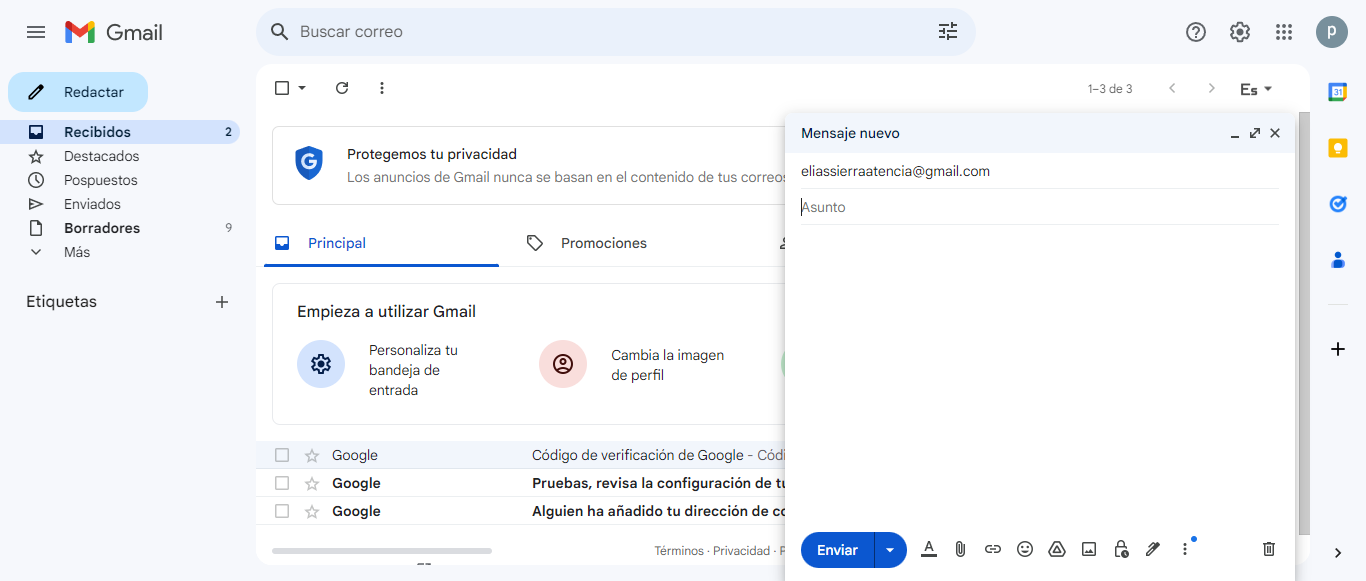 Gmail
Buscar correo
P
Redactar
Recibidos 2
Destacados
Pospuestos
Enviados
Borradores 9
Más
Etiquetas
1–3 de 3
Es
Protegemos tu privacidad
Los anuncios de Gmail nunca se basan en el contenido de tus correos
Principal
Promociones
Empieza a utilizar Gmail
Personaliza tu
bandeja de
entrada
Cambia la imagen
de perfil
Google Código de verificación de Google - Códi
Google Pruebas, revisa la configuración de tu
Google Alguien ha añadido tu dirección de co
Términos · Privacidad · P
Mensaje nuevo
eliassierraatencia@gmail.com
Asunto
Enviar
A
31